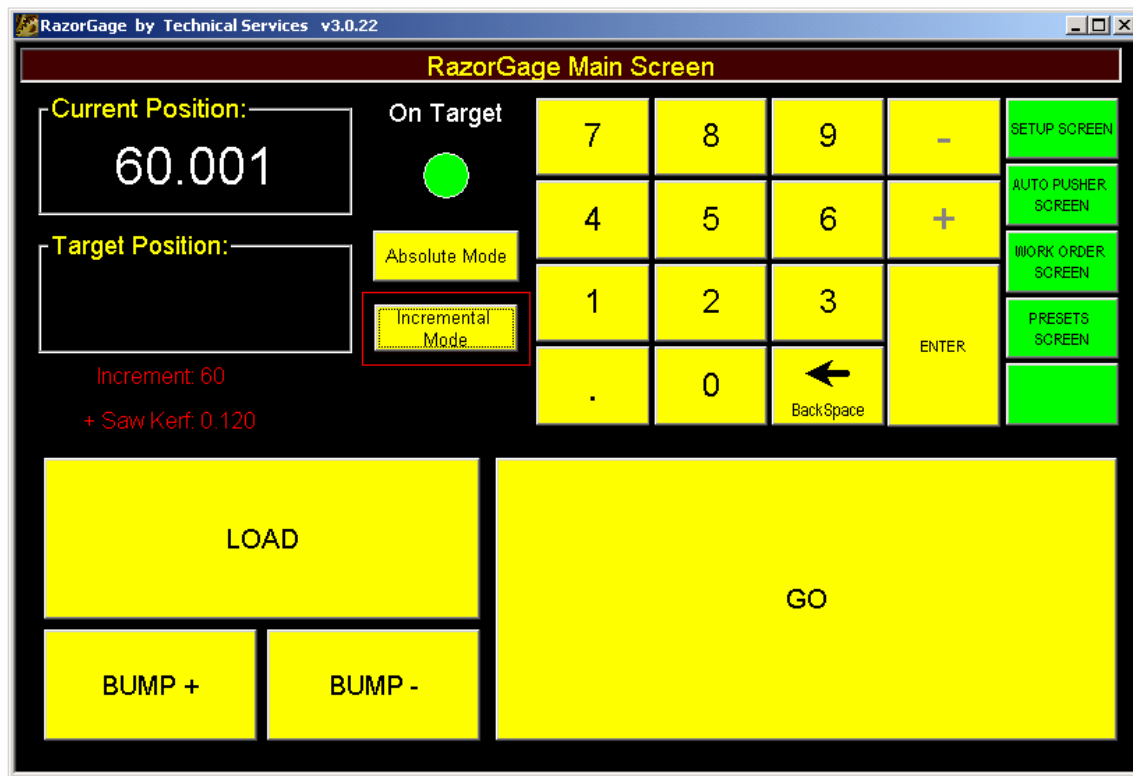 RazorGage by Technical Services v3.0.22
RazorGage Main Screen
Current Position:
60.001
On Target
Target Position:
Absolute Mode
Incremental
Mode
Increment: 60
+ Saw Kerf: 0.120
7 8 9 -
4 5 6 +
1 2 3
ENTER
. 0
BackSpace
SETUP SCREEN
AUTO PUSHER
SCREEN
WORK ORDER
SCREEN
PRESETS
SCREEN
LOAD
GO
BUMP + BUMP -